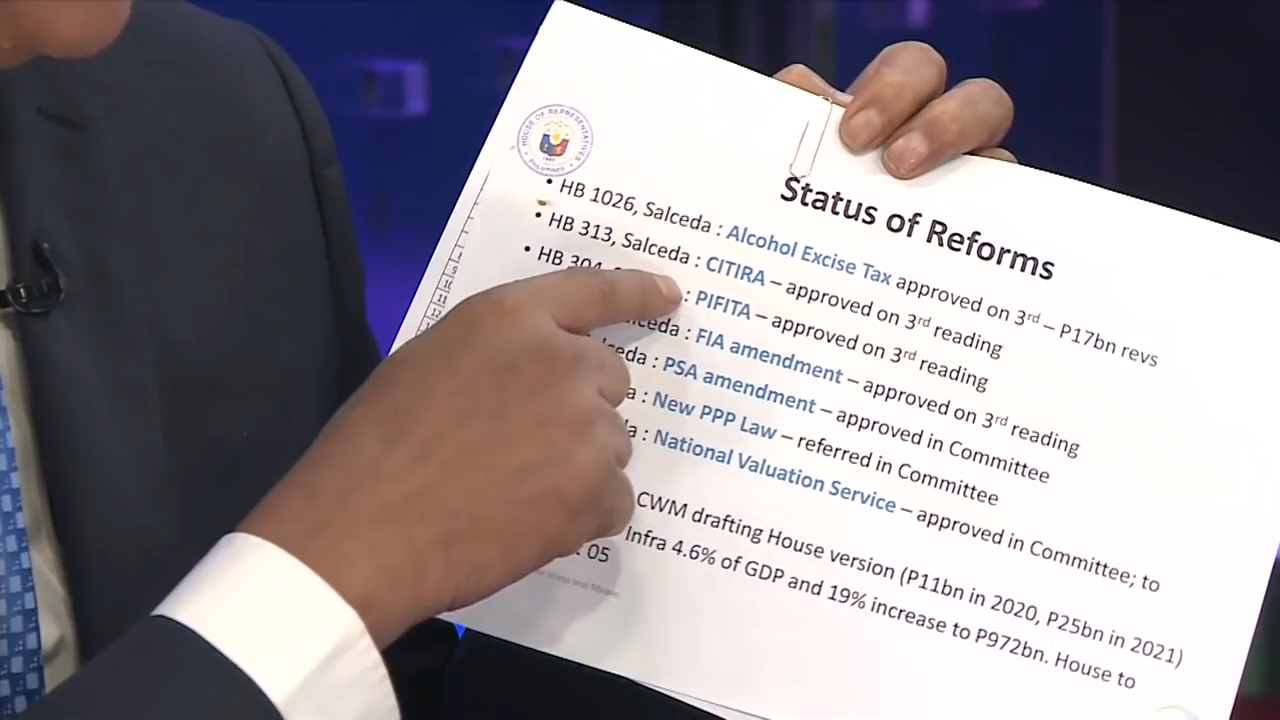 HOUSE OF REPRESENTATIVES
PHILIPPINES
Status of Reforms
• HB 1026, Salceda : Alcohol Excise Tax approved on 3rd – P17bn revs
• HB 313, Salceda : CITIRA – approved on 3rd reading
• HB 304, : PIFITA – approved on 3rd reading
: FIA amendment – approved on 3rd reading
: PSA amendment – approved in Committee
: New PPP Law – referred in Committee
: National Valuation Service – approved in Committee; to
CWM drafting House version (P11bn in 2020, P25bn in 2021)
05 Infra 4.6% of GDP and 19% increase to P972bn. House to